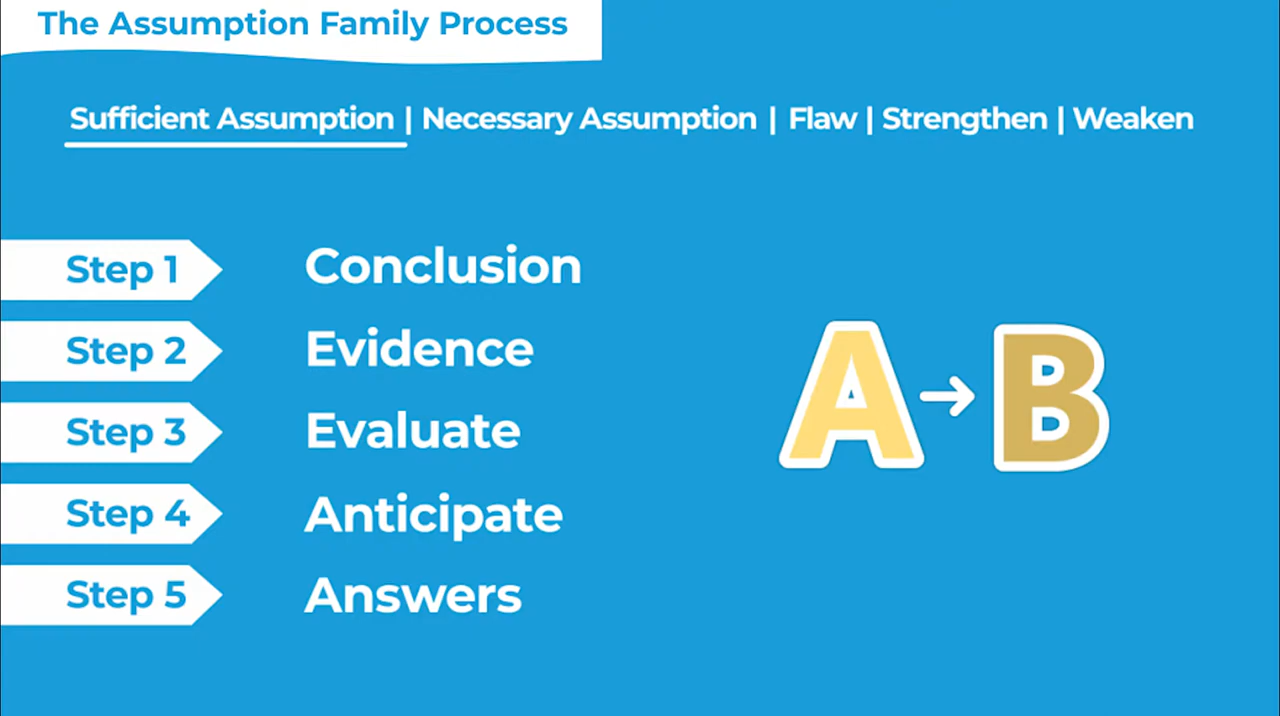 The Assumption Family Process
Sufficient Assumption | Necessary Assumption | Flaw | Strengthen | Weaken
Step 1 Conclusion
Step 2 Evidence
Step 3 Evaluate
Step 4 Anticipate
Step 5 Answers
A → B